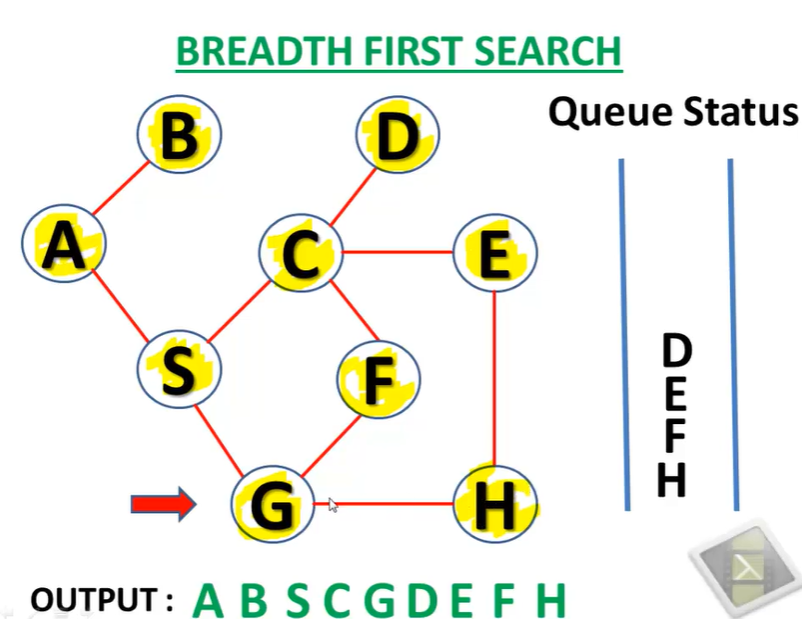 BREADTH FIRST SEARCH
B
D
Queue Status
A
C
E
S
F
D
E
F
H
G
H
OUTPUT : A B S C G D E F H